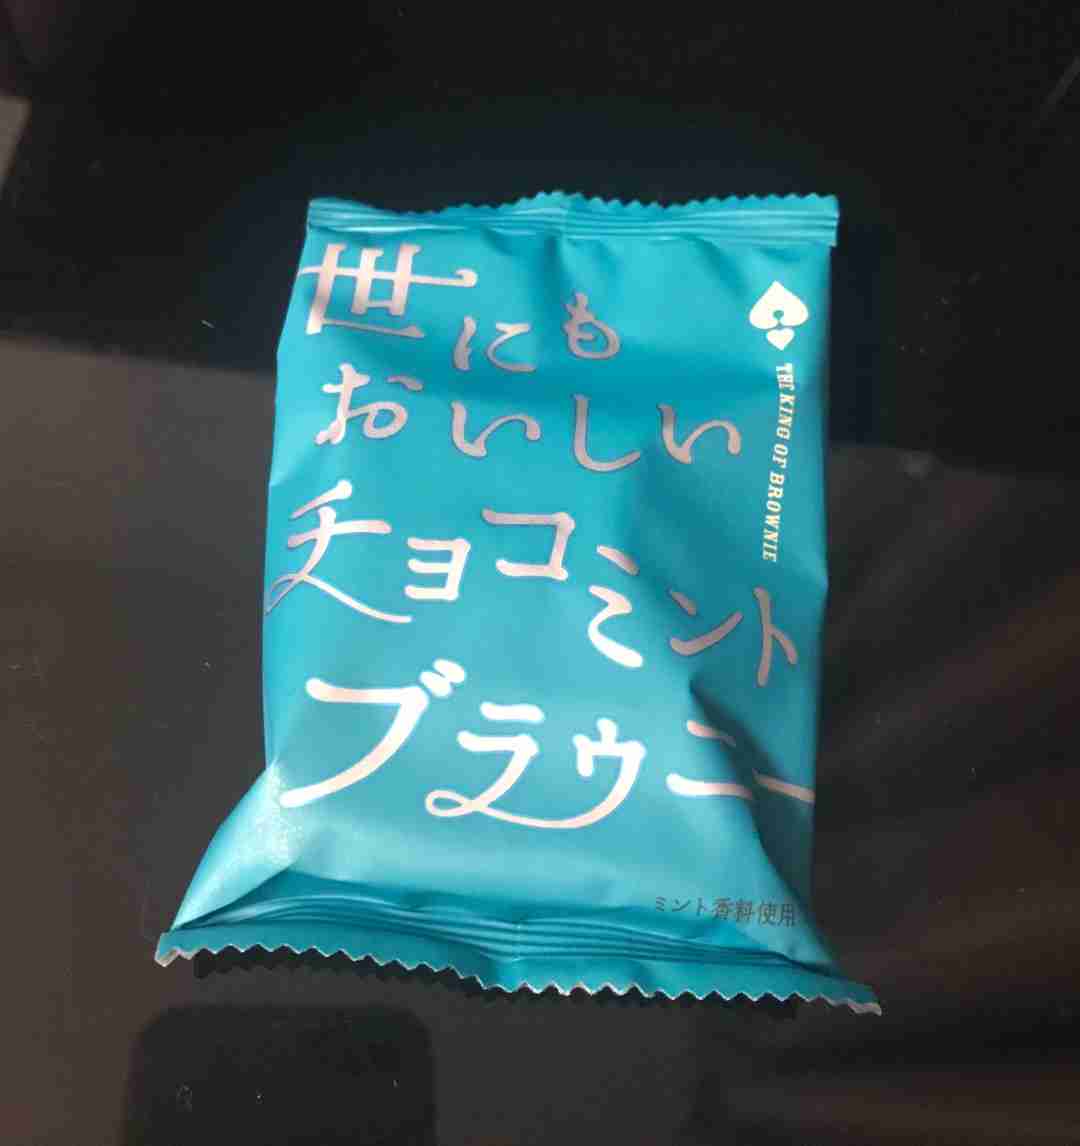 世にも
おいしい
チョコミント
ブラウニー
THE KING OF BROWNIE
ミント香料使用